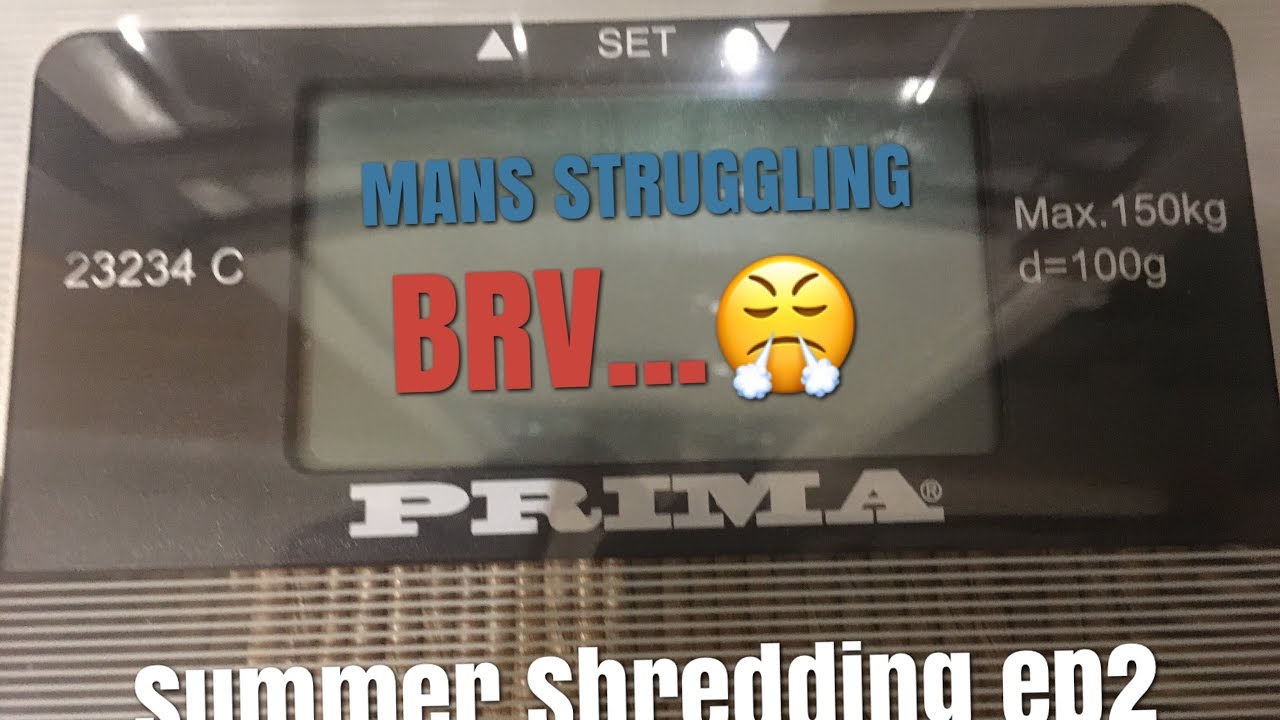 ▲ SET ▼
MANS STRUGGLING
BRV...😤
23234 C
Max.150kg
d=100g
PRIMA®
summer shredding ep2